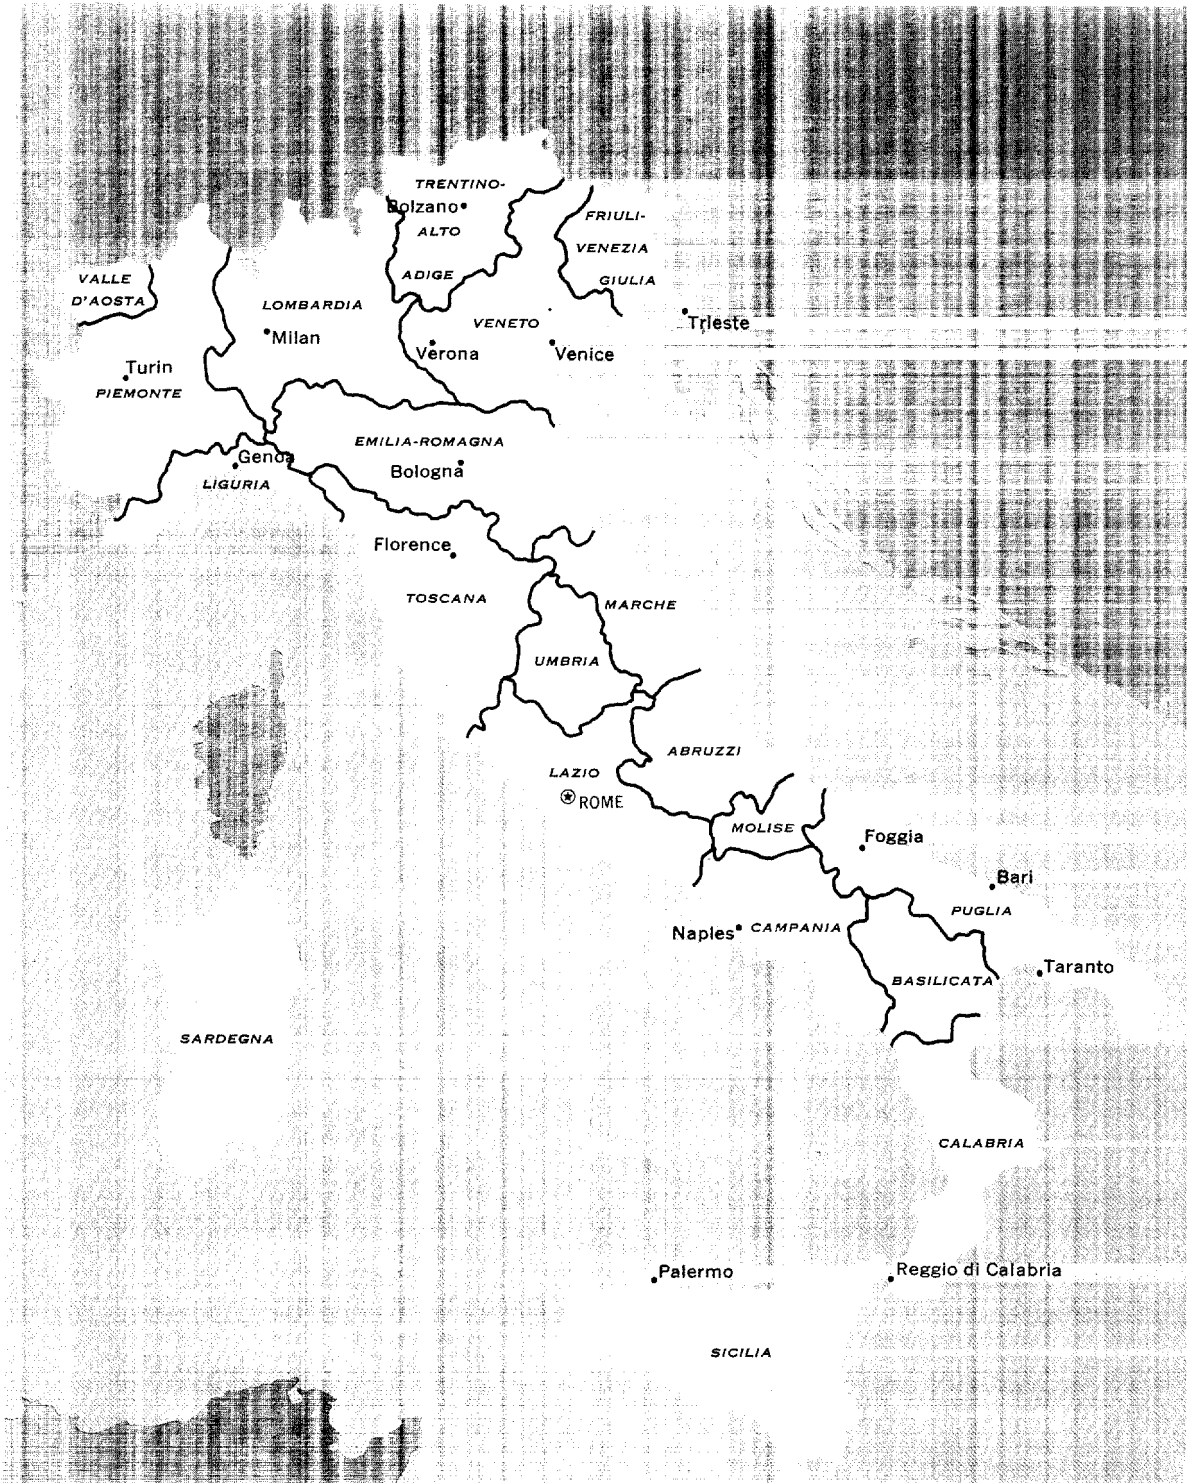 TRENTINO-
Bolzano
ALTO
ADIGE
FRIULI-
VENEZIA
GIULIA
VALLE
D'AOSTA
LOMBARDIA
Milan
VENETO
Verona
Venice
Trieste
Turin
PIEMONTE
EMILIA-ROMAGNA
Bologna
Genoa
LIGURIA
Florence
TOSCANA
MARCHE
UMBRIA
ABRUZZI
LAZIO
ROME
MOLISE
Foggia
Bari
PUGLIA
Naples
CAMPANIA
Taranto
BASILICATA
SARDEGNA
CALABRIA
Palermo
Reggio di Calabria
SICILIA